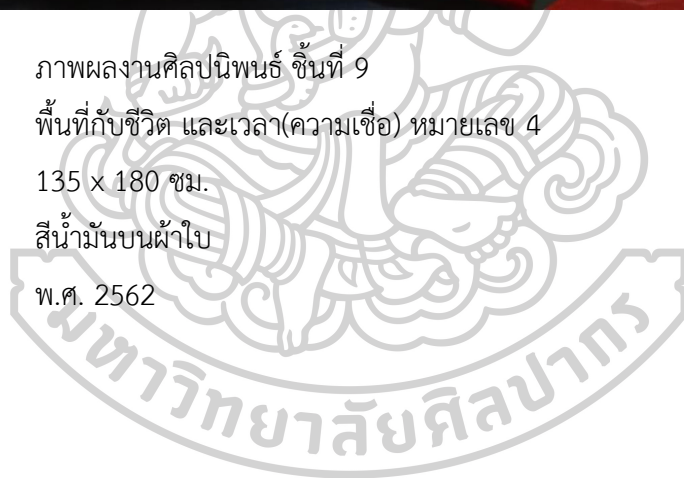 ภาพผลงานศิลปนิพนธ์ ชิ้นที่ 9
พื้นที่กับชีวิต และเวลา(ความเชื่อ) หมายเลข 4
135 x 180 ซม.
สีน้ำมันบนผ้าใบ
พ.ศ. 2562
มหาวิทยาลัยศิลปากร